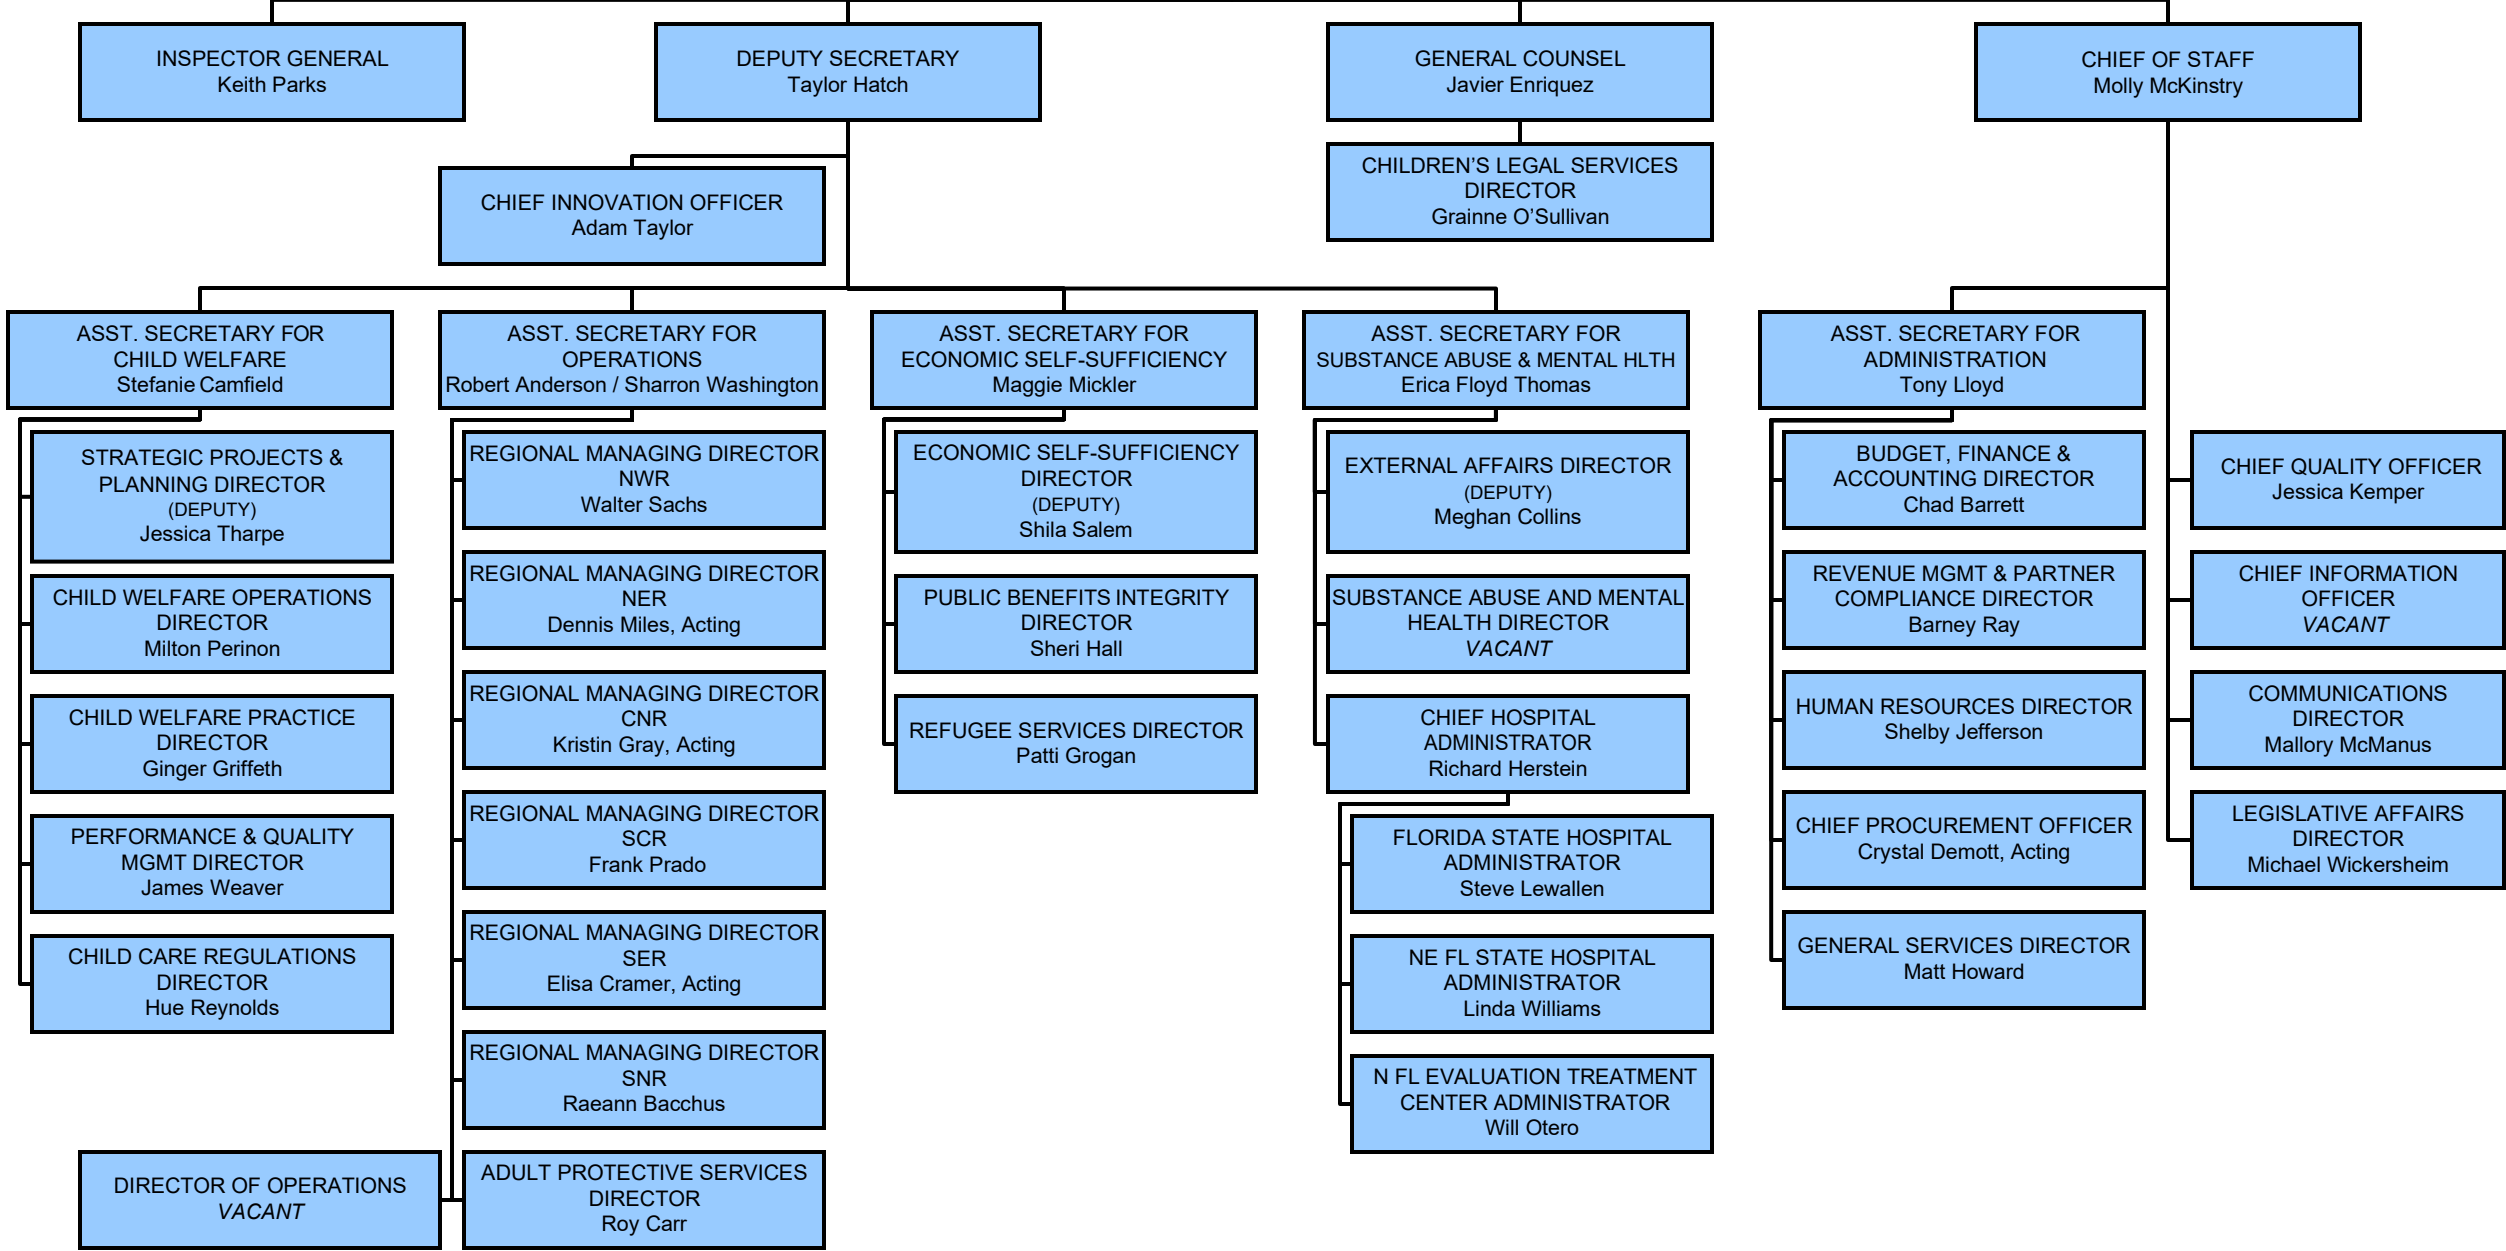 INSPECTOR GENERAL
Keith Parks
DEPUTY SECRETARY
Taylor Hatch
GENERAL COUNSEL
Javier Enriquez
CHIEF OF STAFF
Molly McKinstry
CHILDREN’S LEGAL SERVICES
DIRECTOR
Grainne O’Sullivan
CHIEF INNOVATION OFFICER
Adam Taylor
ASST. SECRETARY FOR
CHILD WELFARE
Stefanie Camfield
STRATEGIC PROJECTS &
PLANNING DIRECTOR
(DEPUTY)
Jessica Tharpe
CHILD WELFARE OPERATIONS
DIRECTOR
Milton Perinon
CHILD WELFARE PRACTICE
DIRECTOR
Ginger Griffeth
PERFORMANCE & QUALITY
MGMT DIRECTOR
James Weaver
CHILD CARE REGULATIONS
DIRECTOR
Hue Reynolds
ASST. SECRETARY FOR
OPERATIONS
Robert Anderson / Sharron Washington
REGIONAL MANAGING DIRECTOR
NWR
Walter Sachs
REGIONAL MANAGING DIRECTOR
NER
Dennis Miles, Acting
REGIONAL MANAGING DIRECTOR
CNR
Kristin Gray, Acting
REGIONAL MANAGING DIRECTOR
SCR
Frank Prado
REGIONAL MANAGING DIRECTOR
SER
Elisa Cramer, Acting
REGIONAL MANAGING DIRECTOR
SNR
Raeann Bacchus
DIRECTOR OF OPERATIONS
VACANT
ADULT PROTECTIVE SERVICES
DIRECTOR
Roy Carr
ASST. SECRETARY FOR
ECONOMIC SELF-SUFFICIENCY
Maggie Mickler
ECONOMIC SELF-SUFFICIENCY
DIRECTOR
(DEPUTY)
Shila Salem
PUBLIC BENEFITS INTEGRITY
DIRECTOR
Sheri Hall
REFUGEE SERVICES DIRECTOR
Patti Grogan
ASST. SECRETARY FOR
SUBSTANCE ABUSE & MENTAL HLTH
Erica Floyd Thomas
EXTERNAL AFFAIRS DIRECTOR
(DEPUTY)
Meghan Collins
SUBSTANCE ABUSE AND MENTAL
HEALTH DIRECTOR
VACANT
CHIEF HOSPITAL
ADMINISTRATOR
Richard Herstein
FLORIDA STATE HOSPITAL
ADMINISTRATOR
Steve Lewallen
NE FL STATE HOSPITAL
ADMINISTRATOR
Linda Williams
N FL EVALUATION TREATMENT
CENTER ADMINISTRATOR
Will Otero
ASST. SECRETARY FOR
ADMINISTRATION
Tony Lloyd
BUDGET, FINANCE &
ACCOUNTING DIRECTOR
Chad Barrett
REVENUE MGMT & PARTNER
COMPLIANCE DIRECTOR
Barney Ray
HUMAN RESOURCES DIRECTOR
Shelby Jefferson
CHIEF PROCUREMENT OFFICER
Crystal Demott, Acting
GENERAL SERVICES DIRECTOR
Matt Howard
CHIEF QUALITY OFFICER
Jessica Kemper
CHIEF INFORMATION
OFFICER
VACANT
COMMUNICATIONS
DIRECTOR
Mallory McManus
LEGISLATIVE AFFAIRS
DIRECTOR
Michael Wickersheim